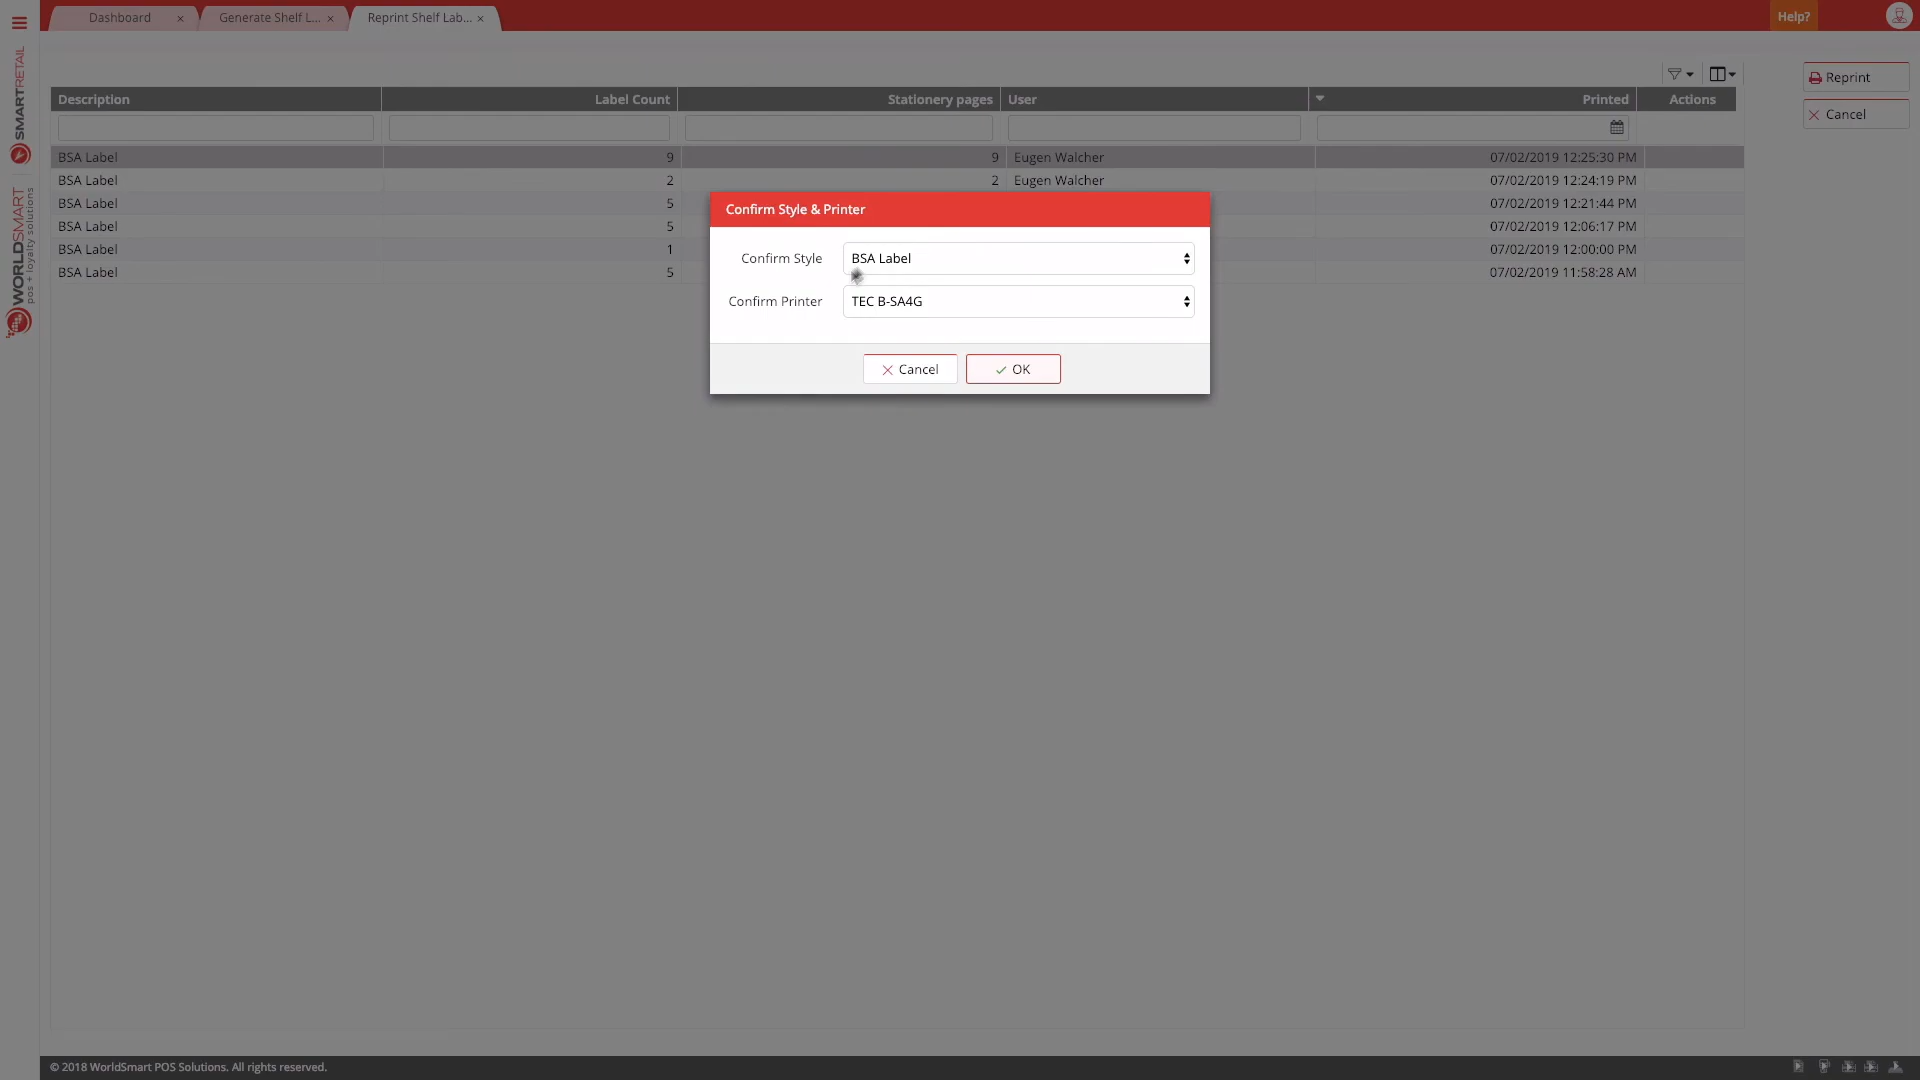 Dashboard × Generate Shelf L... × Reprint Shelf Lab... × Help?
SMARTRETAIL
WORLDSMART
pos + loyalty solutions
Reprint
Cancel
Description Label Count Stationery pages User Printed Actions
BSA Label 9 9 Eugen Walcher 07/02/2019 12:25:30 PM
BSA Label 2 2 Eugen Walcher 07/02/2019 12:24:19 PM
BSA Label 5 07/02/2019 12:21:44 PM
BSA Label 5 07/02/2019 12:06:17 PM
BSA Label 1 07/02/2019 12:00:00 PM
BSA Label 5 07/02/2019 11:58:28 AM
Confirm Style & Printer
Confirm Style BSA Label
Confirm Printer TEC B-SA4G
Cancel OK
© 2018 WorldSmart POS Solutions. All rights reserved.